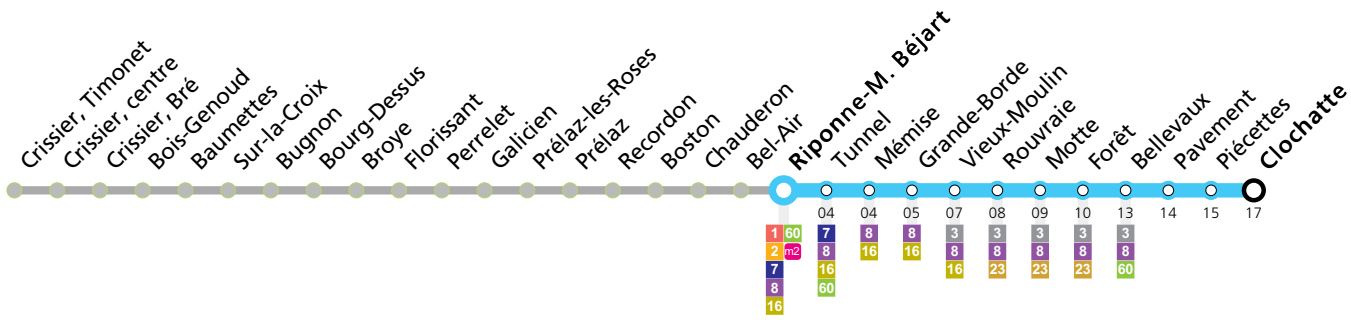 Crissier, Timonet
Crissier, centre
Crissier, Bré
Bois-Genoud
Baumettes
Sur-la-Croix
Bugnon
Bourg-Dessus
Broye
Florissant
Perrelet
Galicien
Prélaz-les-Roses
Prélaz
Recordon
Boston
Chauderon
Bel-Air
Riponne-M. Béjart
Tunnel
Mémise
Grande-Borde
Vieux-Moulin
Rouvraie
Motte
Forêt
Bellevaux
Pavement
Piécettes
Clochatte
04 04 05 07 08 09 10 13 14 15 17
1 60 7 8 8 3 3 3 3 3
2 m2 8 16 16 8 8 8 8 8
7 16 16 23 23 23 60
8 60
16